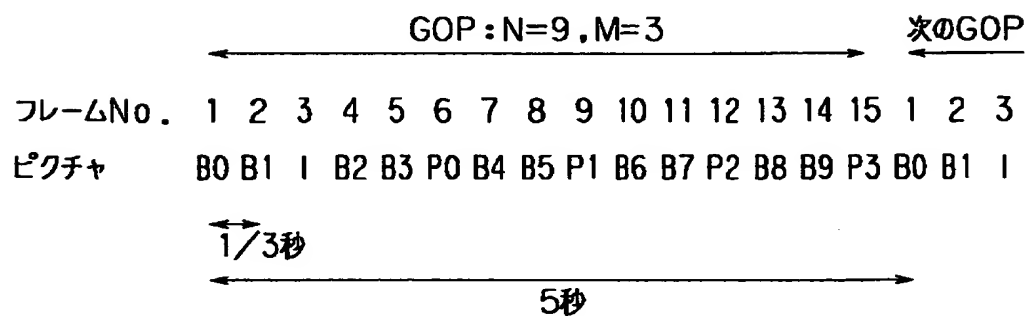 GOP:N=9,M=3 次のGOP
フレームNo. 1 2 3 4 5 6 7 8 9 10 11 12 13 14 15 1 2 3
ピクチャ B0 B1 I B2 B3 P0 B4 B5 P1 B6 B7 P2 B8 B9 P3 B0 B1 I
1/3秒
5秒